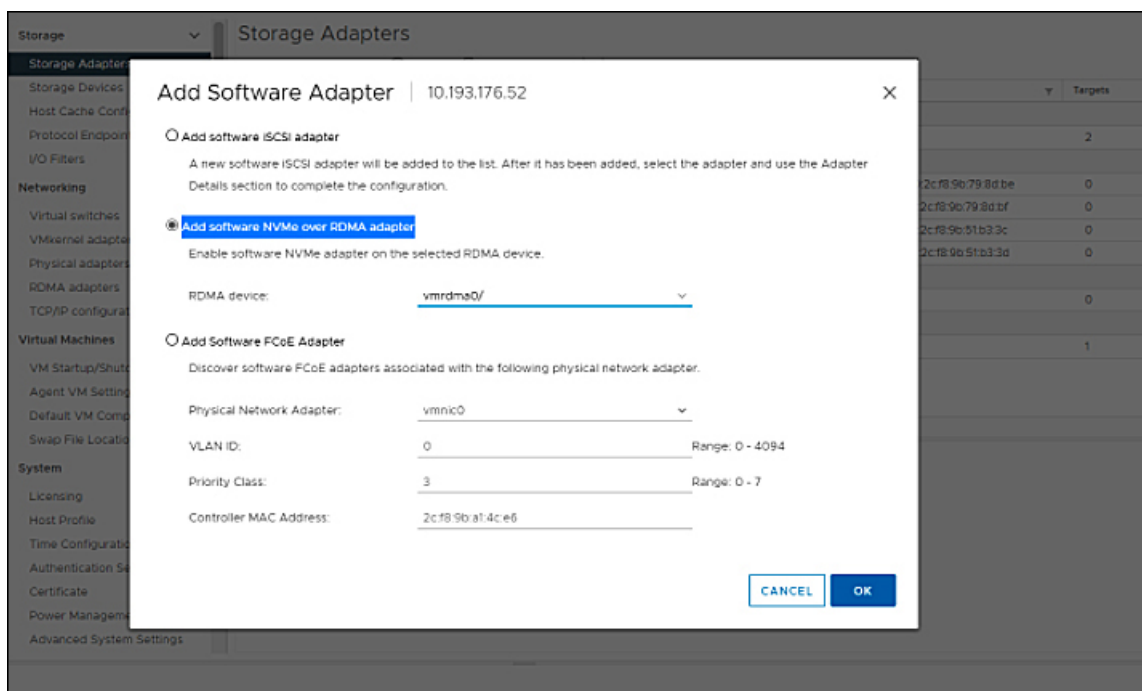 Storage
Storage Adapters
Storage Adapter
Storage Devices
Host Cache Confi
Protocol Endpoin
I/O Filters
Networking
Virtual switches
VMkernel adapte
Physical adapters
RDMA adapters
TCP/IP configurat
Virtual Machines
VM Startup/Shutd
Agent VM Setting
Default VM Comp
Swap File Locatio
System
Licensing
Host Profile
Time Configuratio
Authentication Se
Certificate
Power Manageme
Advanced System Settings
Add Software Adapter | 10.193.176.52
Add software iSCSI adapter
A new software iSCSI adapter will be added to the list. After it has been added, select the adapter and use the Adapter
Details section to complete the configuration.
Add software NVMe over RDMA adapter
Enable software NVMe adapter on the selected RDMA device.
RDMA device: vmrdma0/
Add Software FCoE Adapter
Discover software FCoE adapters associated with the following physical network adapter.
Physical Network Adapter: vmnic0
VLAN ID: 0 Range: 0 - 4094
Priority Class: 3 Range: 0 - 7
Controller MAC Address: 2c:f8:9b:a1:4c:e6
CANCEL OK
Targets
2
2c:f8:9b:79:8d:be 0
2c:f8:9b:79:8d:bf 0
2c:f8:9b:51:b3:3c 0
2c:f8:9b:51:b3:3d 0
0
1